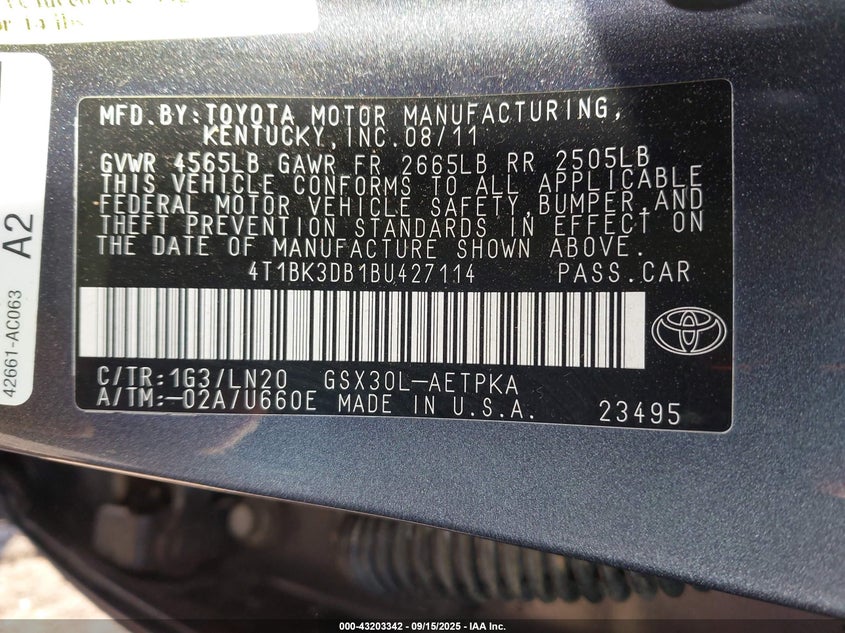 or 14 lbs
42661-AC063 A2
MFD.BY:TOYOTA MOTOR MANUFACTURING,
KENTUCKY,INC.08/11
GVWR 4565LB GAWR FR 2665LB RR 2505LB
THIS VEHICLE CONFORMS TO ALL APPLICABLE
FEDERAL MOTOR VEHICLE SAFETY,BUMPER,AND
THEFT PREVENTION STANDARDS IN EFFECT ON
THE DATE OF MANUFACTURE SHOWN ABOVE.
4T1BK3DB1BU427114 PASS.CAR
C/TR:1G3/LN20 GSX30L-AETPKA
A/TM:-02A/U660E MADE IN U.S.A. 23495
000-43203342 - 09/15/2025 - IAA Inc.